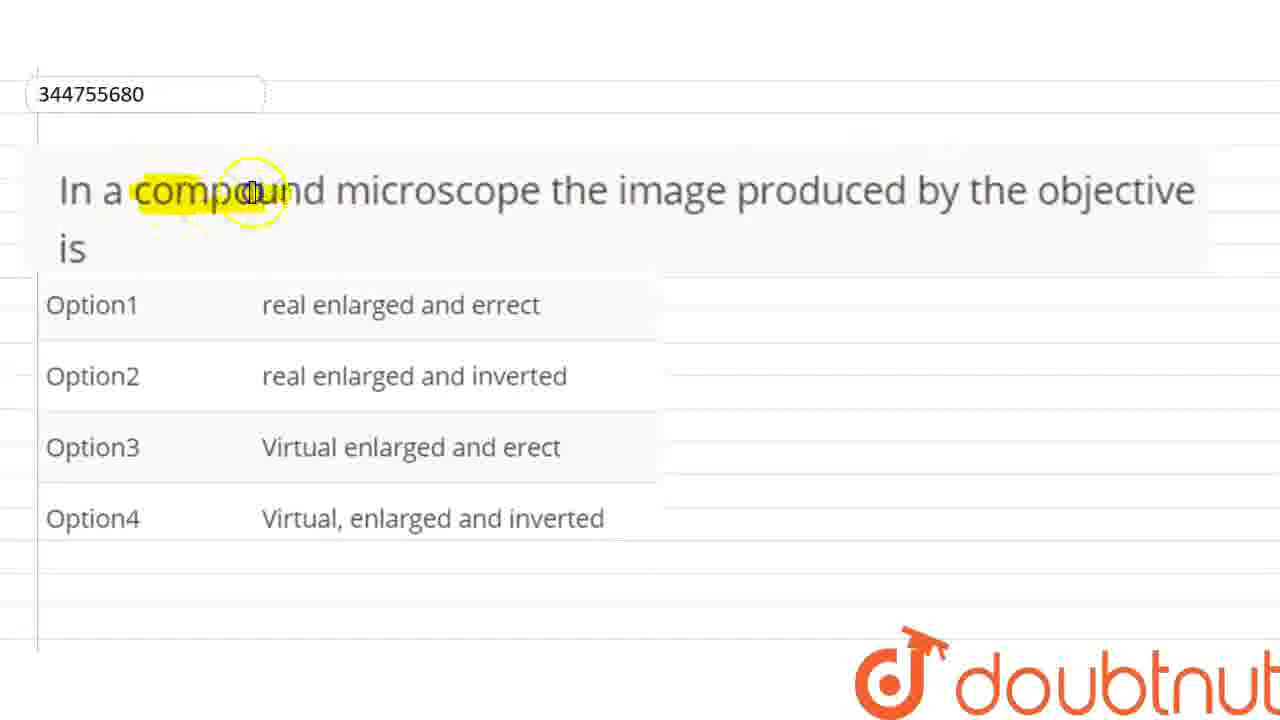 344755680
In a compound microscope the image produced by the objective
is
Option1 real enlarged and errect
Option2 real enlarged and inverted
Option3 Virtual enlarged and erect
Option4 Virtual, enlarged and inverted
doubtnut